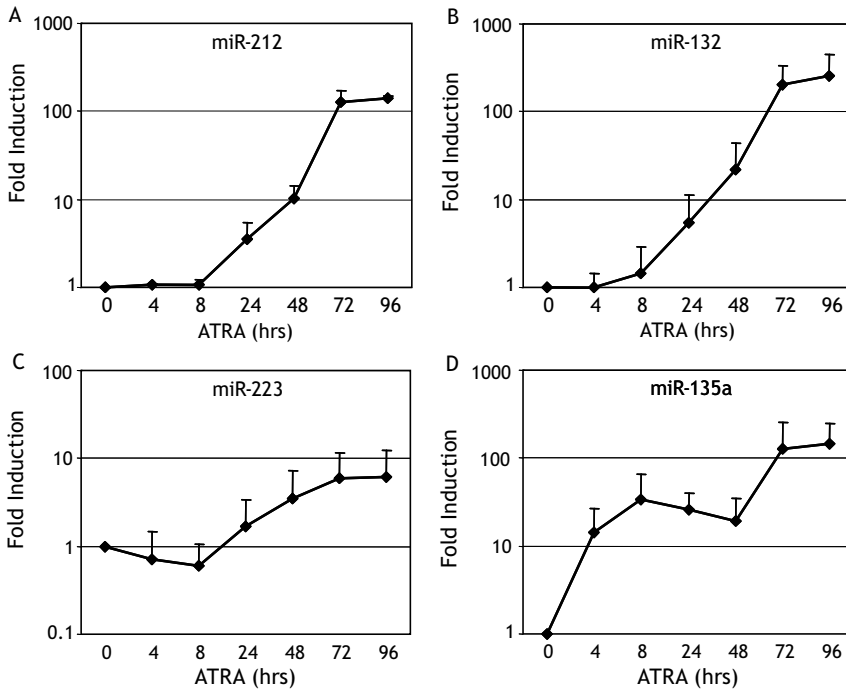 A
miR-212
Fold Induction
1000
100
10
1
0 4 8 24 48 72 96
ATRA (hrs)
B
miR-132
Fold Induction
1000
100
10
1
0 4 8 24 48 72 96
ATRA (hrs)
C
miR-223
Fold Induction
100
10
1
0.1
0 4 8 24 48 72 96
ATRA (hrs)
D
miR-135a
Fold Induction
1000
100
10
1
0 4 8 24 48 72 96
ATRA (hrs)